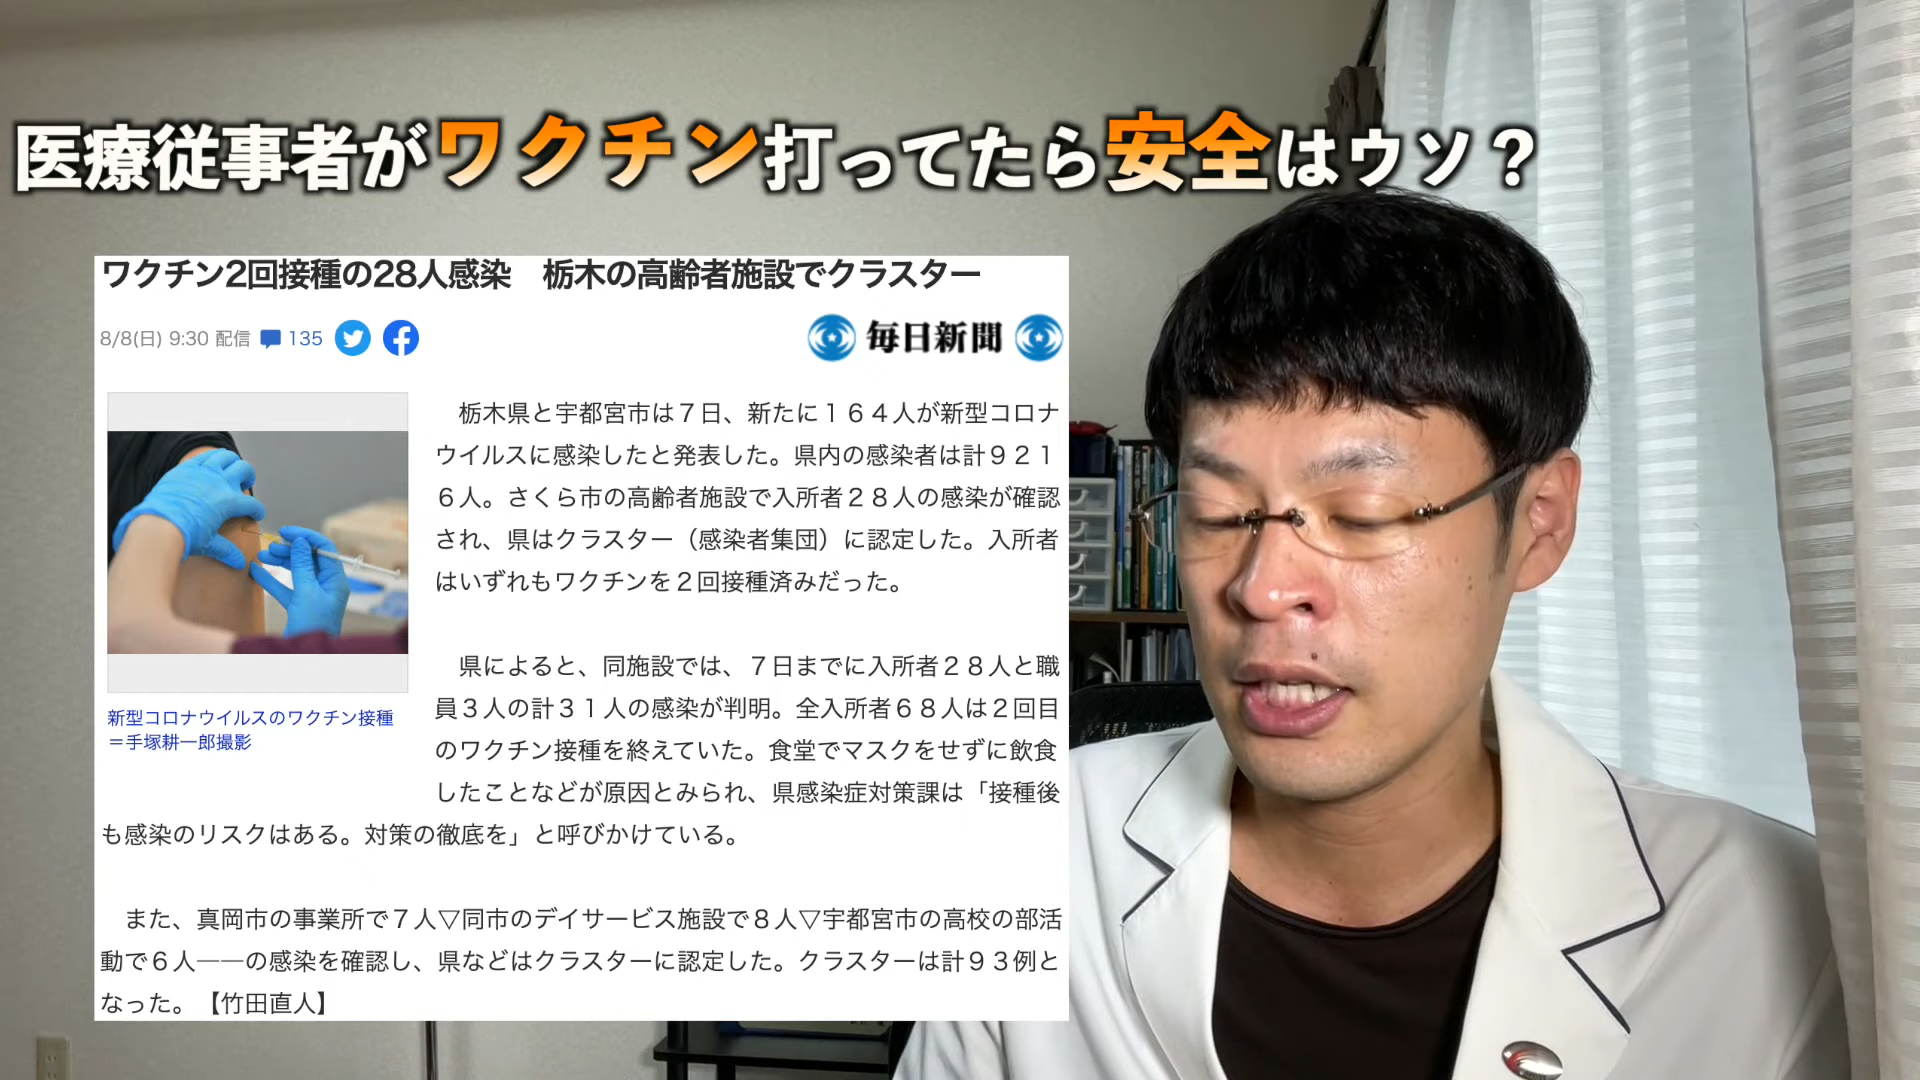 医療従事者がワクチン打ってたら安全はウソ？
ワクチン2回接種の28人感染　栃木の高齢者施設でクラスター
8/8(日) 9:30 配信 135
毎日新聞
新型コロナウイルスのワクチン接種
＝手塚耕一郎撮影
　栃木県と宇都宮市は７日、新たに１６４人が新型コロナ
ウイルスに感染したと発表した。県内の感染者は計９２１
６人。さくら市の高齢者施設で入所者２８人の感染が確認
され、県はクラスター（感染者集団）に認定した。入所者
はいずれもワクチンを２回接種済みだった。
　県によると、同施設では、７日までに入所者２８人と職
員３人の計３１人の感染が判明。全入所者６８人は２回目
のワクチン接種を終えていた。食堂でマスクをせずに飲食
したことなどが原因とみられ、県感染症対策課は「接種後
も感染のリスクはある。対策の徹底を」と呼びかけている。
　また、真岡市の事業所で７人▽同市のデイサービス施設で８人▽宇都宮市の高校の部活
動で６人――の感染を確認し、県などはクラスターに認定した。クラスターは計９３例と
なった。【竹田直人】